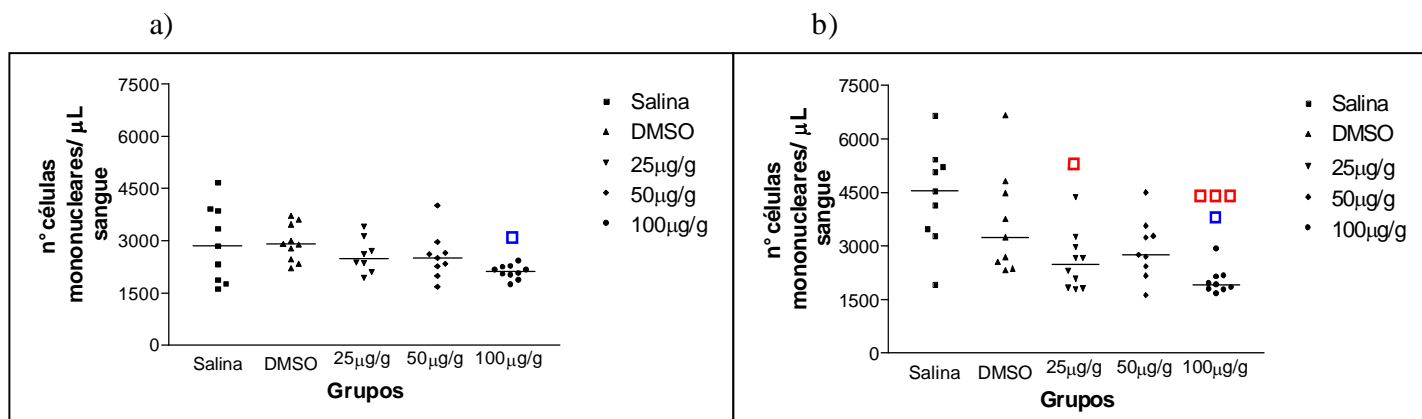 a)
7500
6000
4500
3000
1500
0
n° células
mononucleares/ μL
sangue
Salina
DMSO
25μg/g
50μg/g
100μg/g
Grupos
Salina
DMSO
25μg/g
50μg/g
100μg/g
b)
7500
6000
4500
3000
1500
0
n° células
mononucleares/ μL
sangue
Salina
DMSO
25μg/g
50μg/g
100μg/g
Grupos
Salina
DMSO
25μg/g
50μg/g
100μg/g